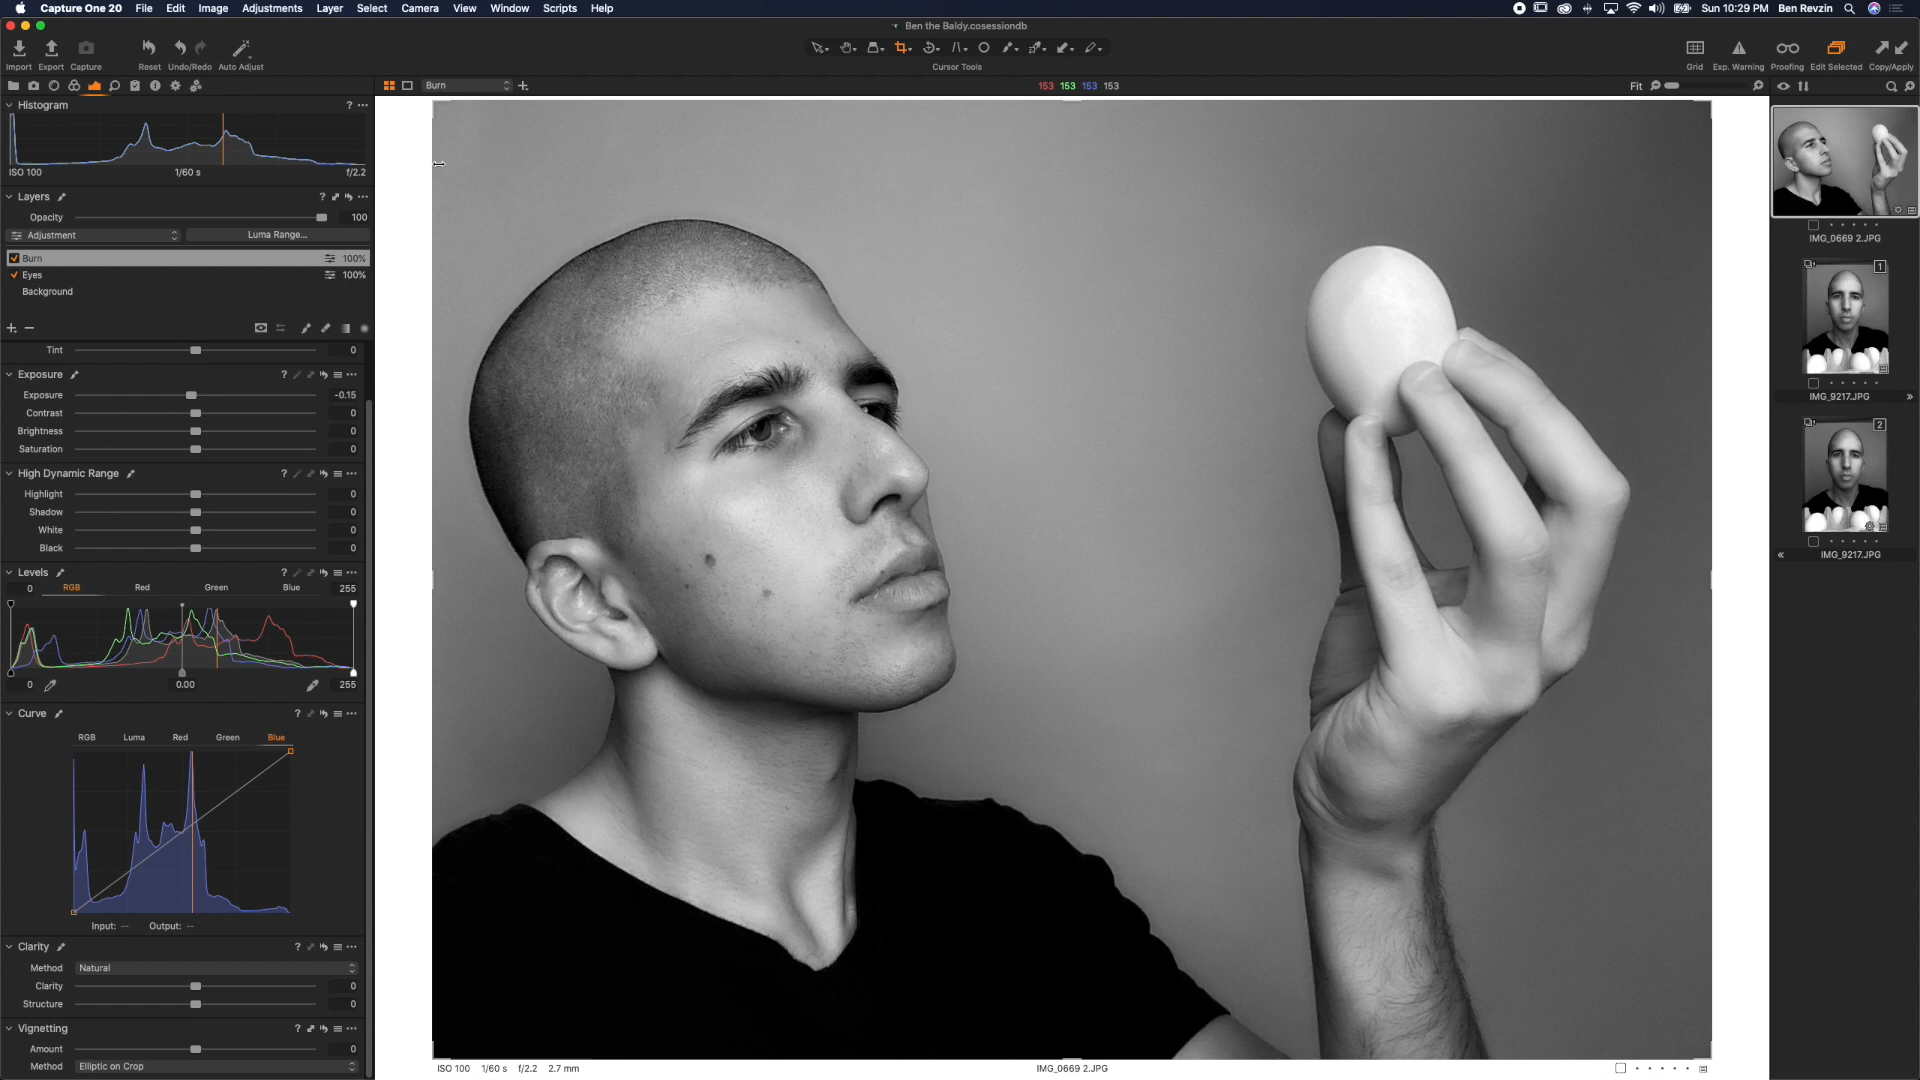 Capture One 20 File Edit Image Adjustments Layer Select Camera View Window Scripts Help Sun 10:29 PM Ben Revzin
Ben the Baldy.cosessiondb
Import Export Capture Reset Undo/Redo Auto Adjust Cursor Tools Grid Exp. Warning Proofing Edit Selected Copy/Apply
Burn 153 153 153 153 Fit
Histogram ?
ISO 100 1/60 s f/2.2
Layers ?
Opacity 100
Adjustment Luma Range...
Burn 100%
Eyes 100%
Background
Tint 0
Exposure ?
Exposure -0.15
Contrast 0
Brightness 0
Saturation 0
High Dynamic Range ?
Highlight 0
Shadow 0
White 0
Black 0
Levels ?
0 RGB Red Green Blue 255
0 0.00 255
Curve ?
RGB Luma Red Green Blue
Input: -- Output: --
Clarity ?
Method Natural
Clarity 0
Structure 0
Vignetting ?
Amount 0
Method Elliptic on Crop
ISO 100 1/60 s f/2.2 2.7 mm IMG_0669 2.JPG
IMG_0669 2.JPG
1
IMG_9217.JPG »
2
« IMG_9217.JPG